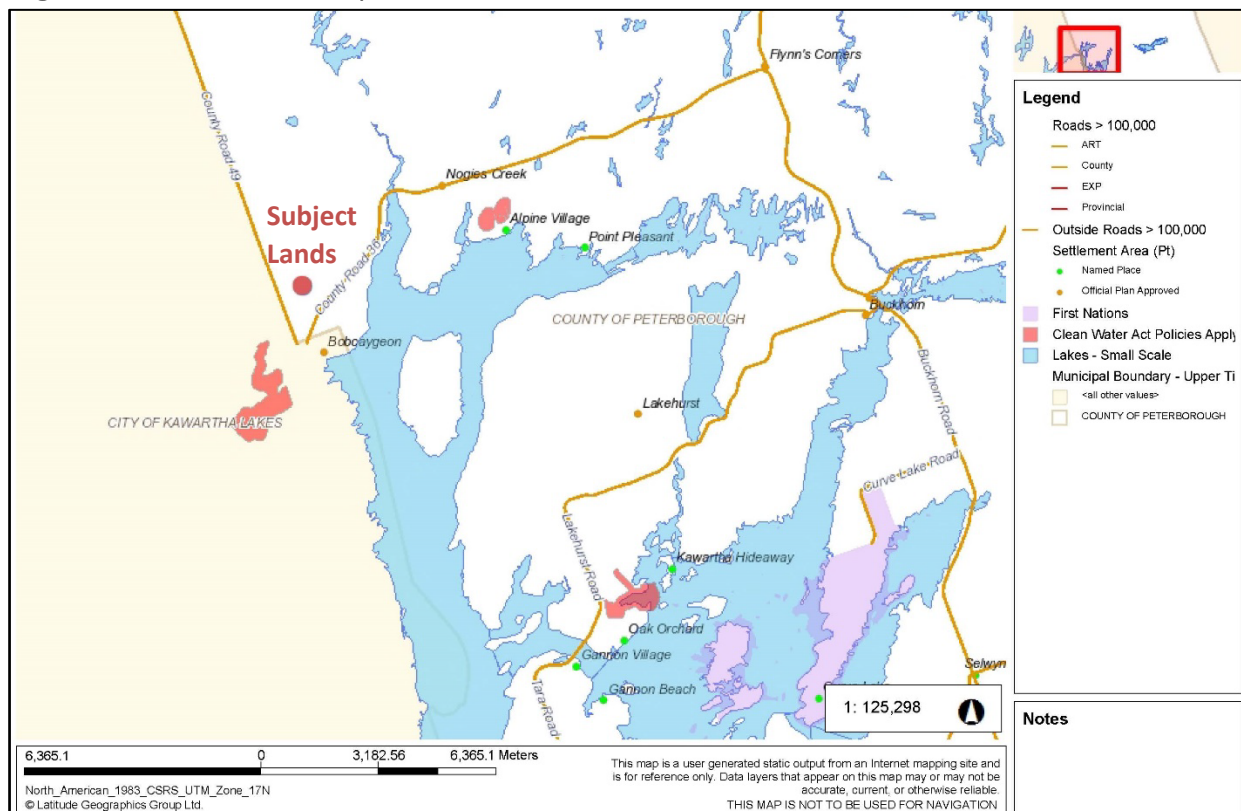 Flynn's Corners
County Road 49
Nogies Creek
Subject
Lands
Alpine Village
Point Pleasant
COUNTY OF PETERBOROUGH
Buckhorn
Bobcaygeon
Lakehurst
Buckhorn Road
CITY OF KAWARTHA LAKES
Curve Lake Road
Lakehurst Road
Kawartha Hideaway
Oak Orchard
Gannon Village
Tara Road
Gannon Beach
Selwyn
1: 125,298
Legend
Roads > 100,000
ART
County
EXP
Provincial
Outside Roads > 100,000
Settlement Area (Pt)
Named Place
Official Plan Approved
First Nations
Clean Water Act Policies Apply
Lakes - Small Scale
Municipal Boundary - Upper Ti
<all other values>
COUNTY OF PETERBOROUGH
Notes
6,365.1 0 3,182.56 6,365.1 Meters
North_American_1983_CSRS_UTM_Zone_17N
© Latitude Geographics Group Ltd.
This map is a user generated static output from an Internet mapping site and
is for reference only. Data layers that appear on this map may or may not be
accurate, current, or otherwise reliable.
THIS MAP IS NOT TO BE USED FOR NAVIGATION
County Road 36